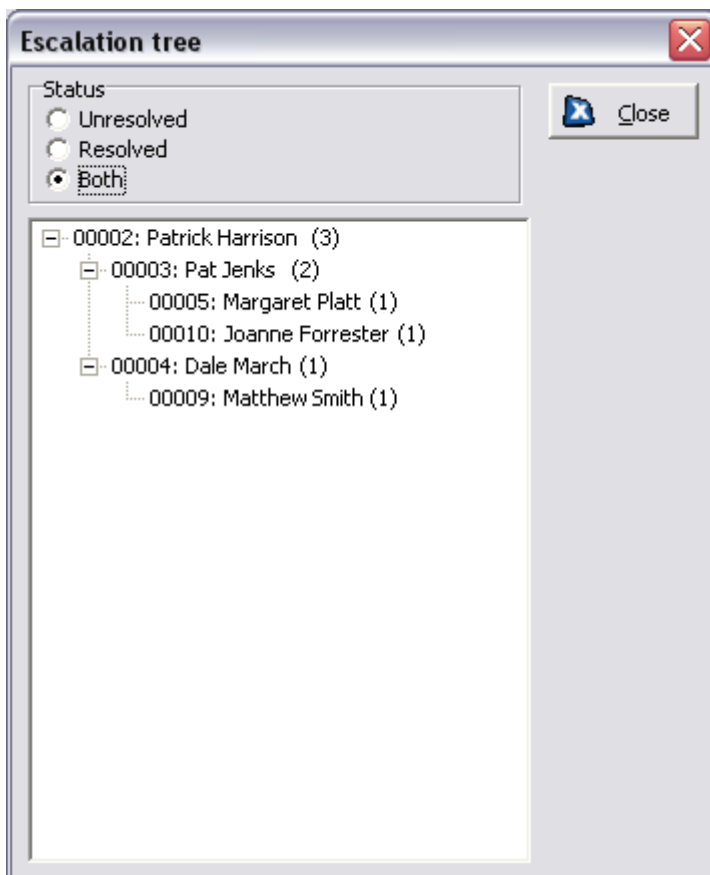 Escalation tree
Status
Unresolved
Resolved
Both
Close
00002: Patrick Harrison (3)
00003: Pat Jenks (2)
00005: Margaret Platt (1)
00010: Joanne Forrester (1)
00004: Dale March (1)
00009: Matthew Smith (1)